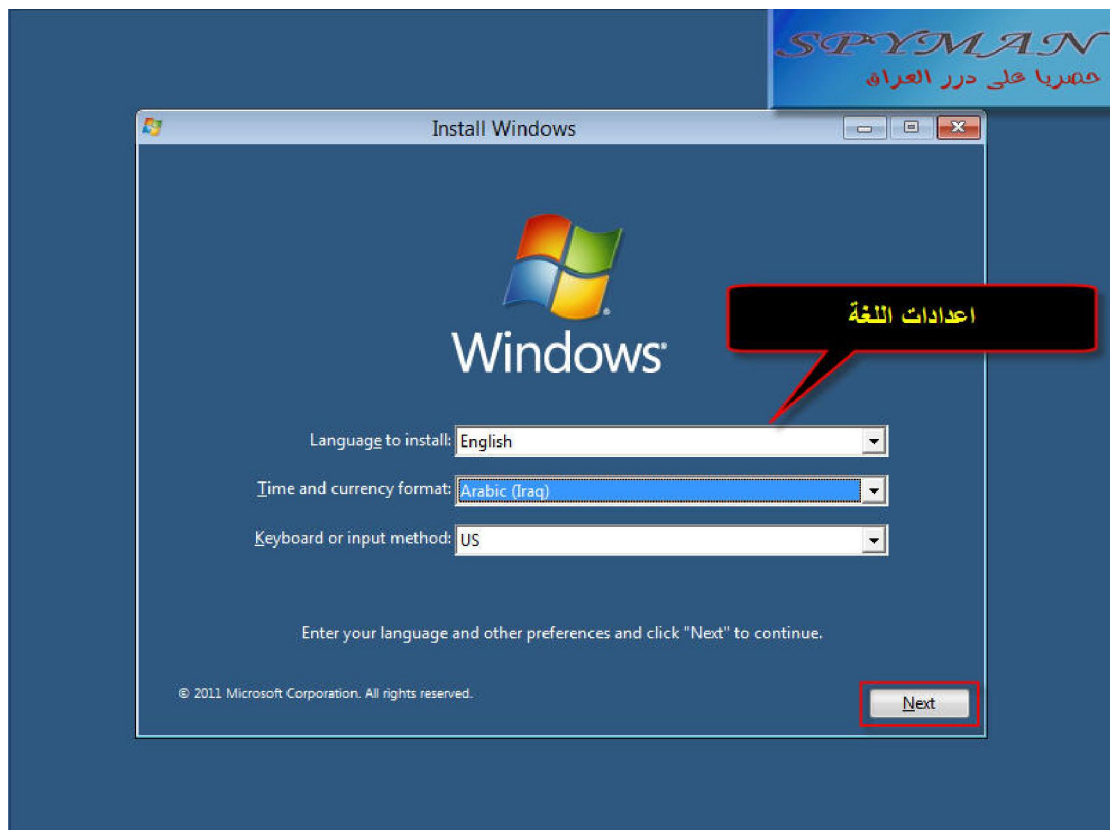 SPYMAN
حصريا على درر العراق
Install Windows
Windows
اعدادات اللغة
Language to install: English
Time and currency format: Arabic (Iraq)
Keyboard or input method: US
Enter your language and other preferences and click "Next" to continue.
© 2011 Microsoft Corporation. All rights reserved.
Next